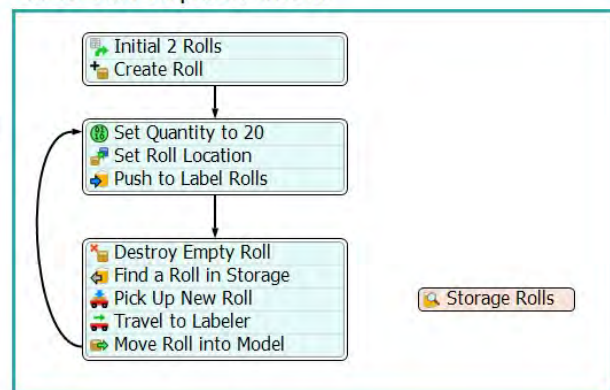 Initial 2 Rolls
Create Roll
Set Quantity to 20
Set Roll Location
Push to Label Rolls
Destroy Empty Roll
Find a Roll in Storage
Pick Up New Roll
Travel to Labeler
Move Roll into Model
Storage Rolls